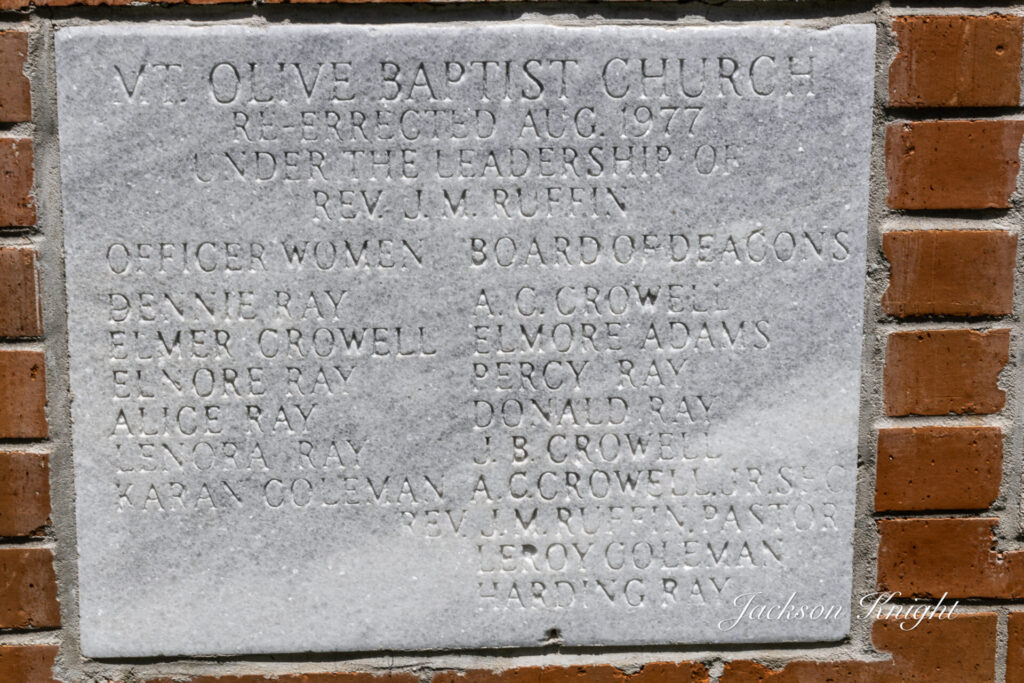 MT. OLIVE BAPTIST CHURCH
RE-ERRECTED AUG. 1977
UNDER THE LEADERSHIP OF
REV. J. M. RUFFIN
OFFICER WOMEN
DENNIE RAY
ELMER CROWELL
ELNORE RAY
ALICE RAY
LENORA RAY
KARAN COLEMAN
BOARD OF DEACONS
A. C. CROWELL
ELMORE ADAMS
PERCY RAY
DONALD RAY
J. B. CROWELL
A. C. CROWELL, JR. SEC
REV. J. M. RUFFIN, PASTOR
LEROY COLEMAN
HARDING RAY
Jackson Knight